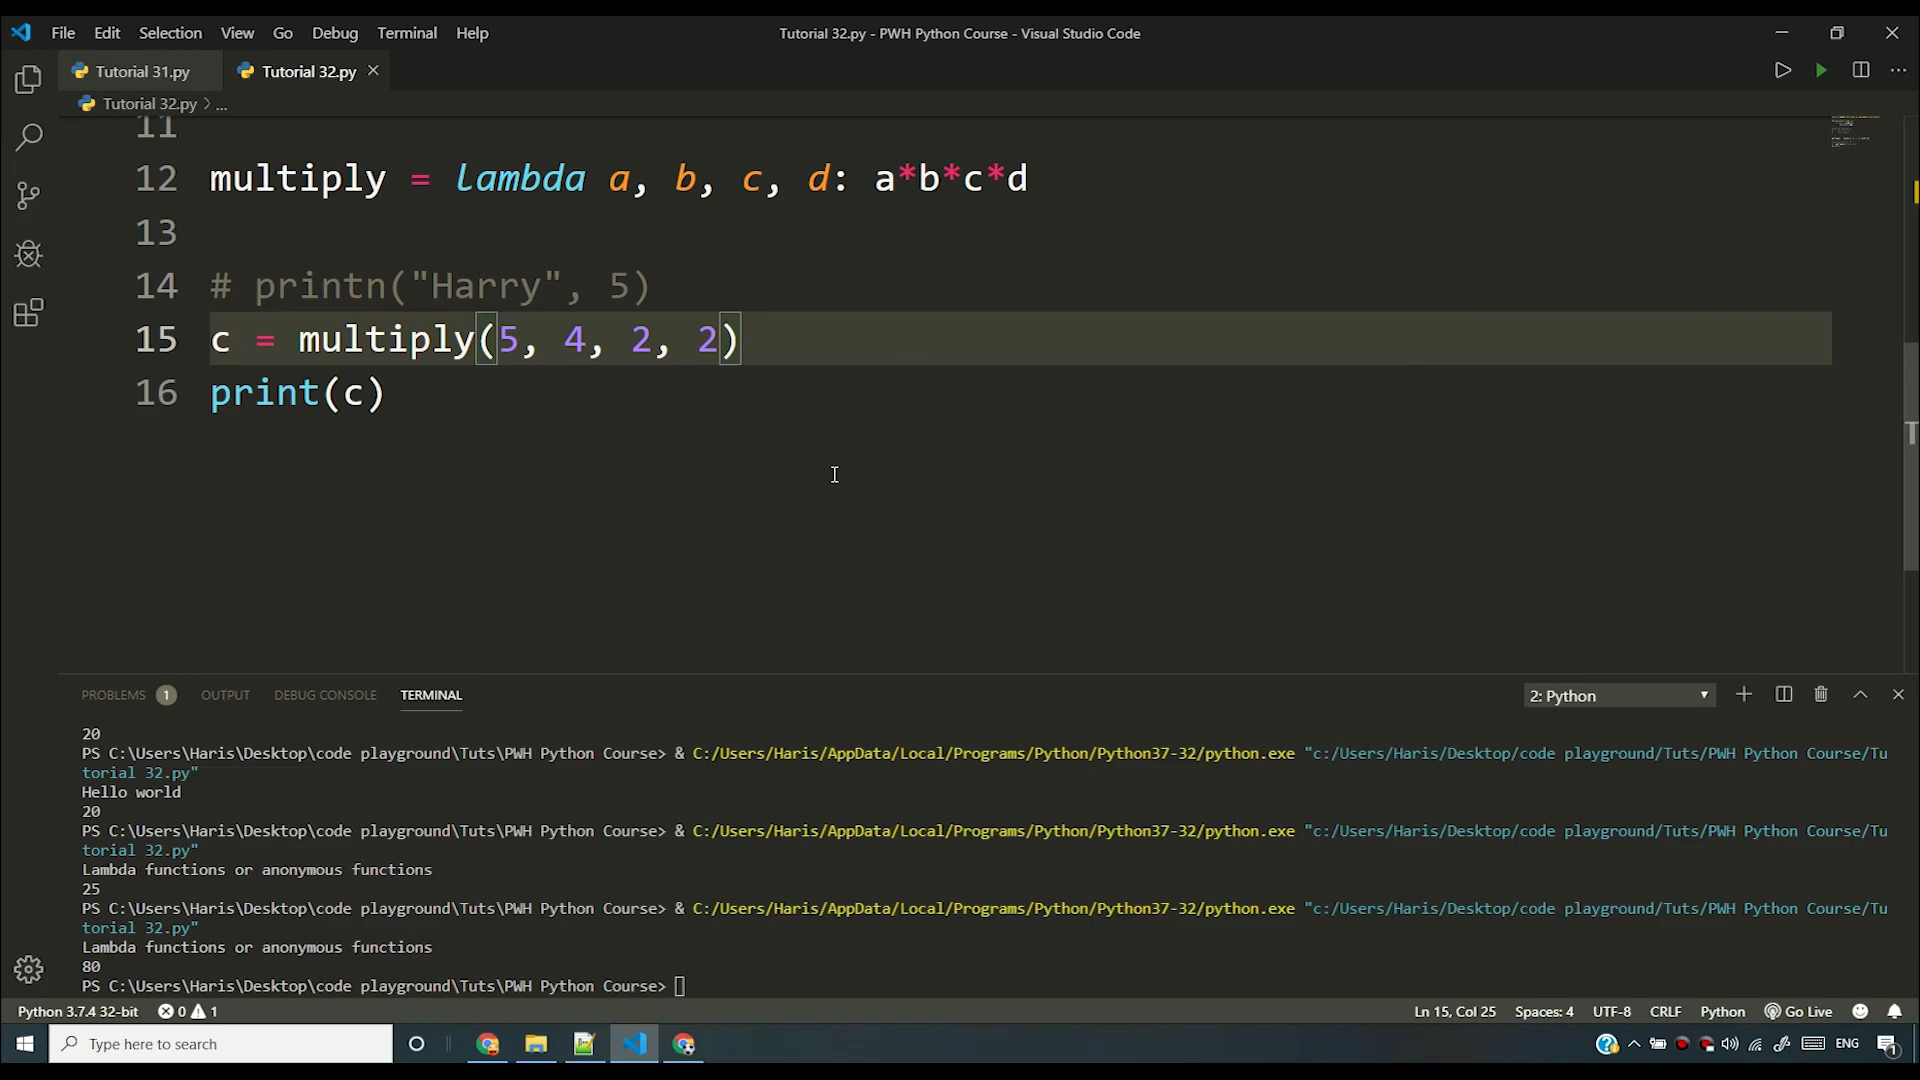 File Edit Selection View Go Debug Terminal Help
Tutorial 32.py - PWH Python Course - Visual Studio Code
Tutorial 31.py
Tutorial 32.py
Tutorial 32.py > ...
11
12 multiply = lambda a, b, c, d: a*b*c*d
13
14 # printn("Harry", 5)
15 c = multiply(5, 4, 2, 2)
16 print(c)
PROBLEMS 1 OUTPUT DEBUG CONSOLE TERMINAL
2: Python
20
PS C:\Users\Haris\Desktop\code playground\Tuts\PWH Python Course> & C:/Users/Haris/AppData/Local/Programs/Python/Python37-32/python.exe "c:/Users/Haris/Desktop/code playground/Tuts/PWH Python Course/Tu
torial 32.py"
Hello world
20
PS C:\Users\Haris\Desktop\code playground\Tuts\PWH Python Course> & C:/Users/Haris/AppData/Local/Programs/Python/Python37-32/python.exe "c:/Users/Haris/Desktop/code playground/Tuts/PWH Python Course/Tu
torial 32.py"
Lambda functions or anonymous functions
25
PS C:\Users\Haris\Desktop\code playground\Tuts\PWH Python Course> & C:/Users/Haris/AppData/Local/Programs/Python/Python37-32/python.exe "c:/Users/Haris/Desktop/code playground/Tuts/PWH Python Course/Tu
torial 32.py"
Lambda functions or anonymous functions
80
PS C:\Users\Haris\Desktop\code playground\Tuts\PWH Python Course>
Python 3.7.4 32-bit 0 1
Ln 15, Col 25 Spaces: 4 UTF-8 CRLF Python Go Live
Type here to search
ENG
1